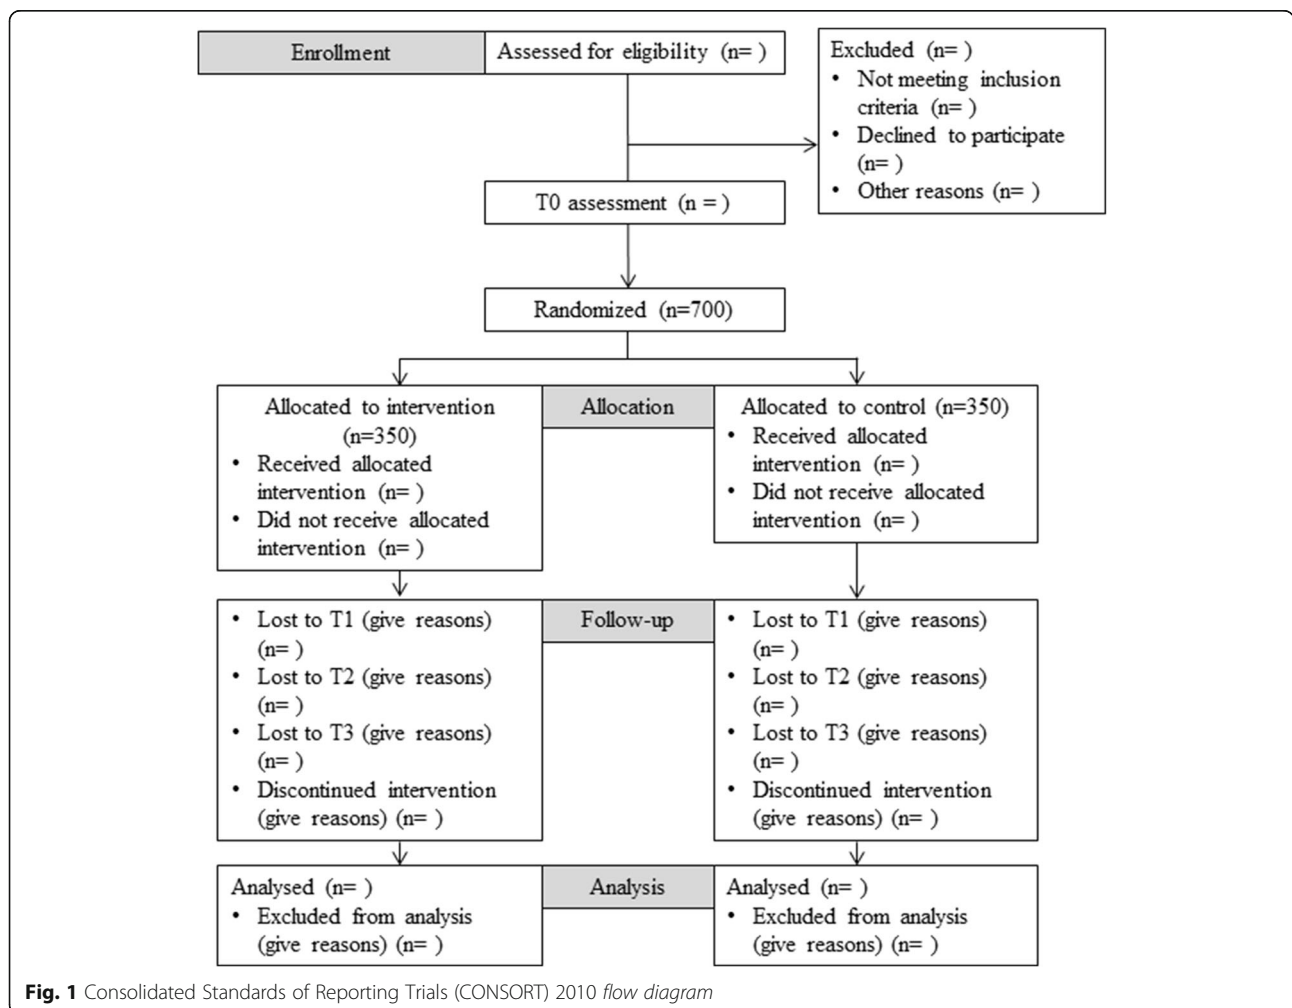 Enrollment
Assessed for eligibility (n= )
Excluded (n= )
• Not meeting inclusion
criteria (n= )
• Declined to participate
(n= )
• Other reasons (n= )
T0 assessment (n = )
Randomized (n=700)
Allocated to intervention
(n=350)
• Received allocated
intervention (n= )
• Did not receive allocated
intervention (n= )
Allocation
Allocated to control (n=350)
• Received allocated
intervention (n= )
• Did not receive allocated
intervention (n= )
• Lost to T1 (give reasons)
(n= )
• Lost to T2 (give reasons)
(n= )
• Lost to T3 (give reasons)
(n= )
• Discontinued intervention
(give reasons) (n= )
Follow-up
• Lost to T1 (give reasons)
(n= )
• Lost to T2 (give reasons)
(n= )
• Lost to T3 (give reasons)
(n= )
• Discontinued intervention
(give reasons) (n= )
Analysed (n= )
• Excluded from analysis
(give reasons) (n= )
Analysis
Analysed (n= )
• Excluded from analysis
(give reasons) (n= )
Fig. 1 Consolidated Standards of Reporting Trials (CONSORT) 2010 flow diagram